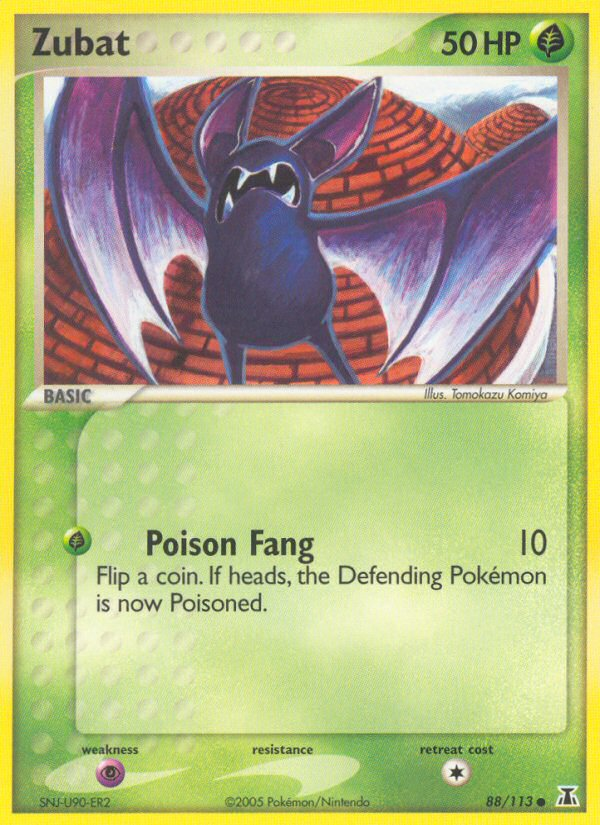 Zubat
50 HP
BASIC
Illus. Tomokazu Komiya
Poison Fang 10
Flip a coin. If heads, the Defending Pokémon
is now Poisoned.
weakness resistance retreat cost
SNJ-U90-ER2 ©2005 Pokémon/Nintendo 88/113 ●